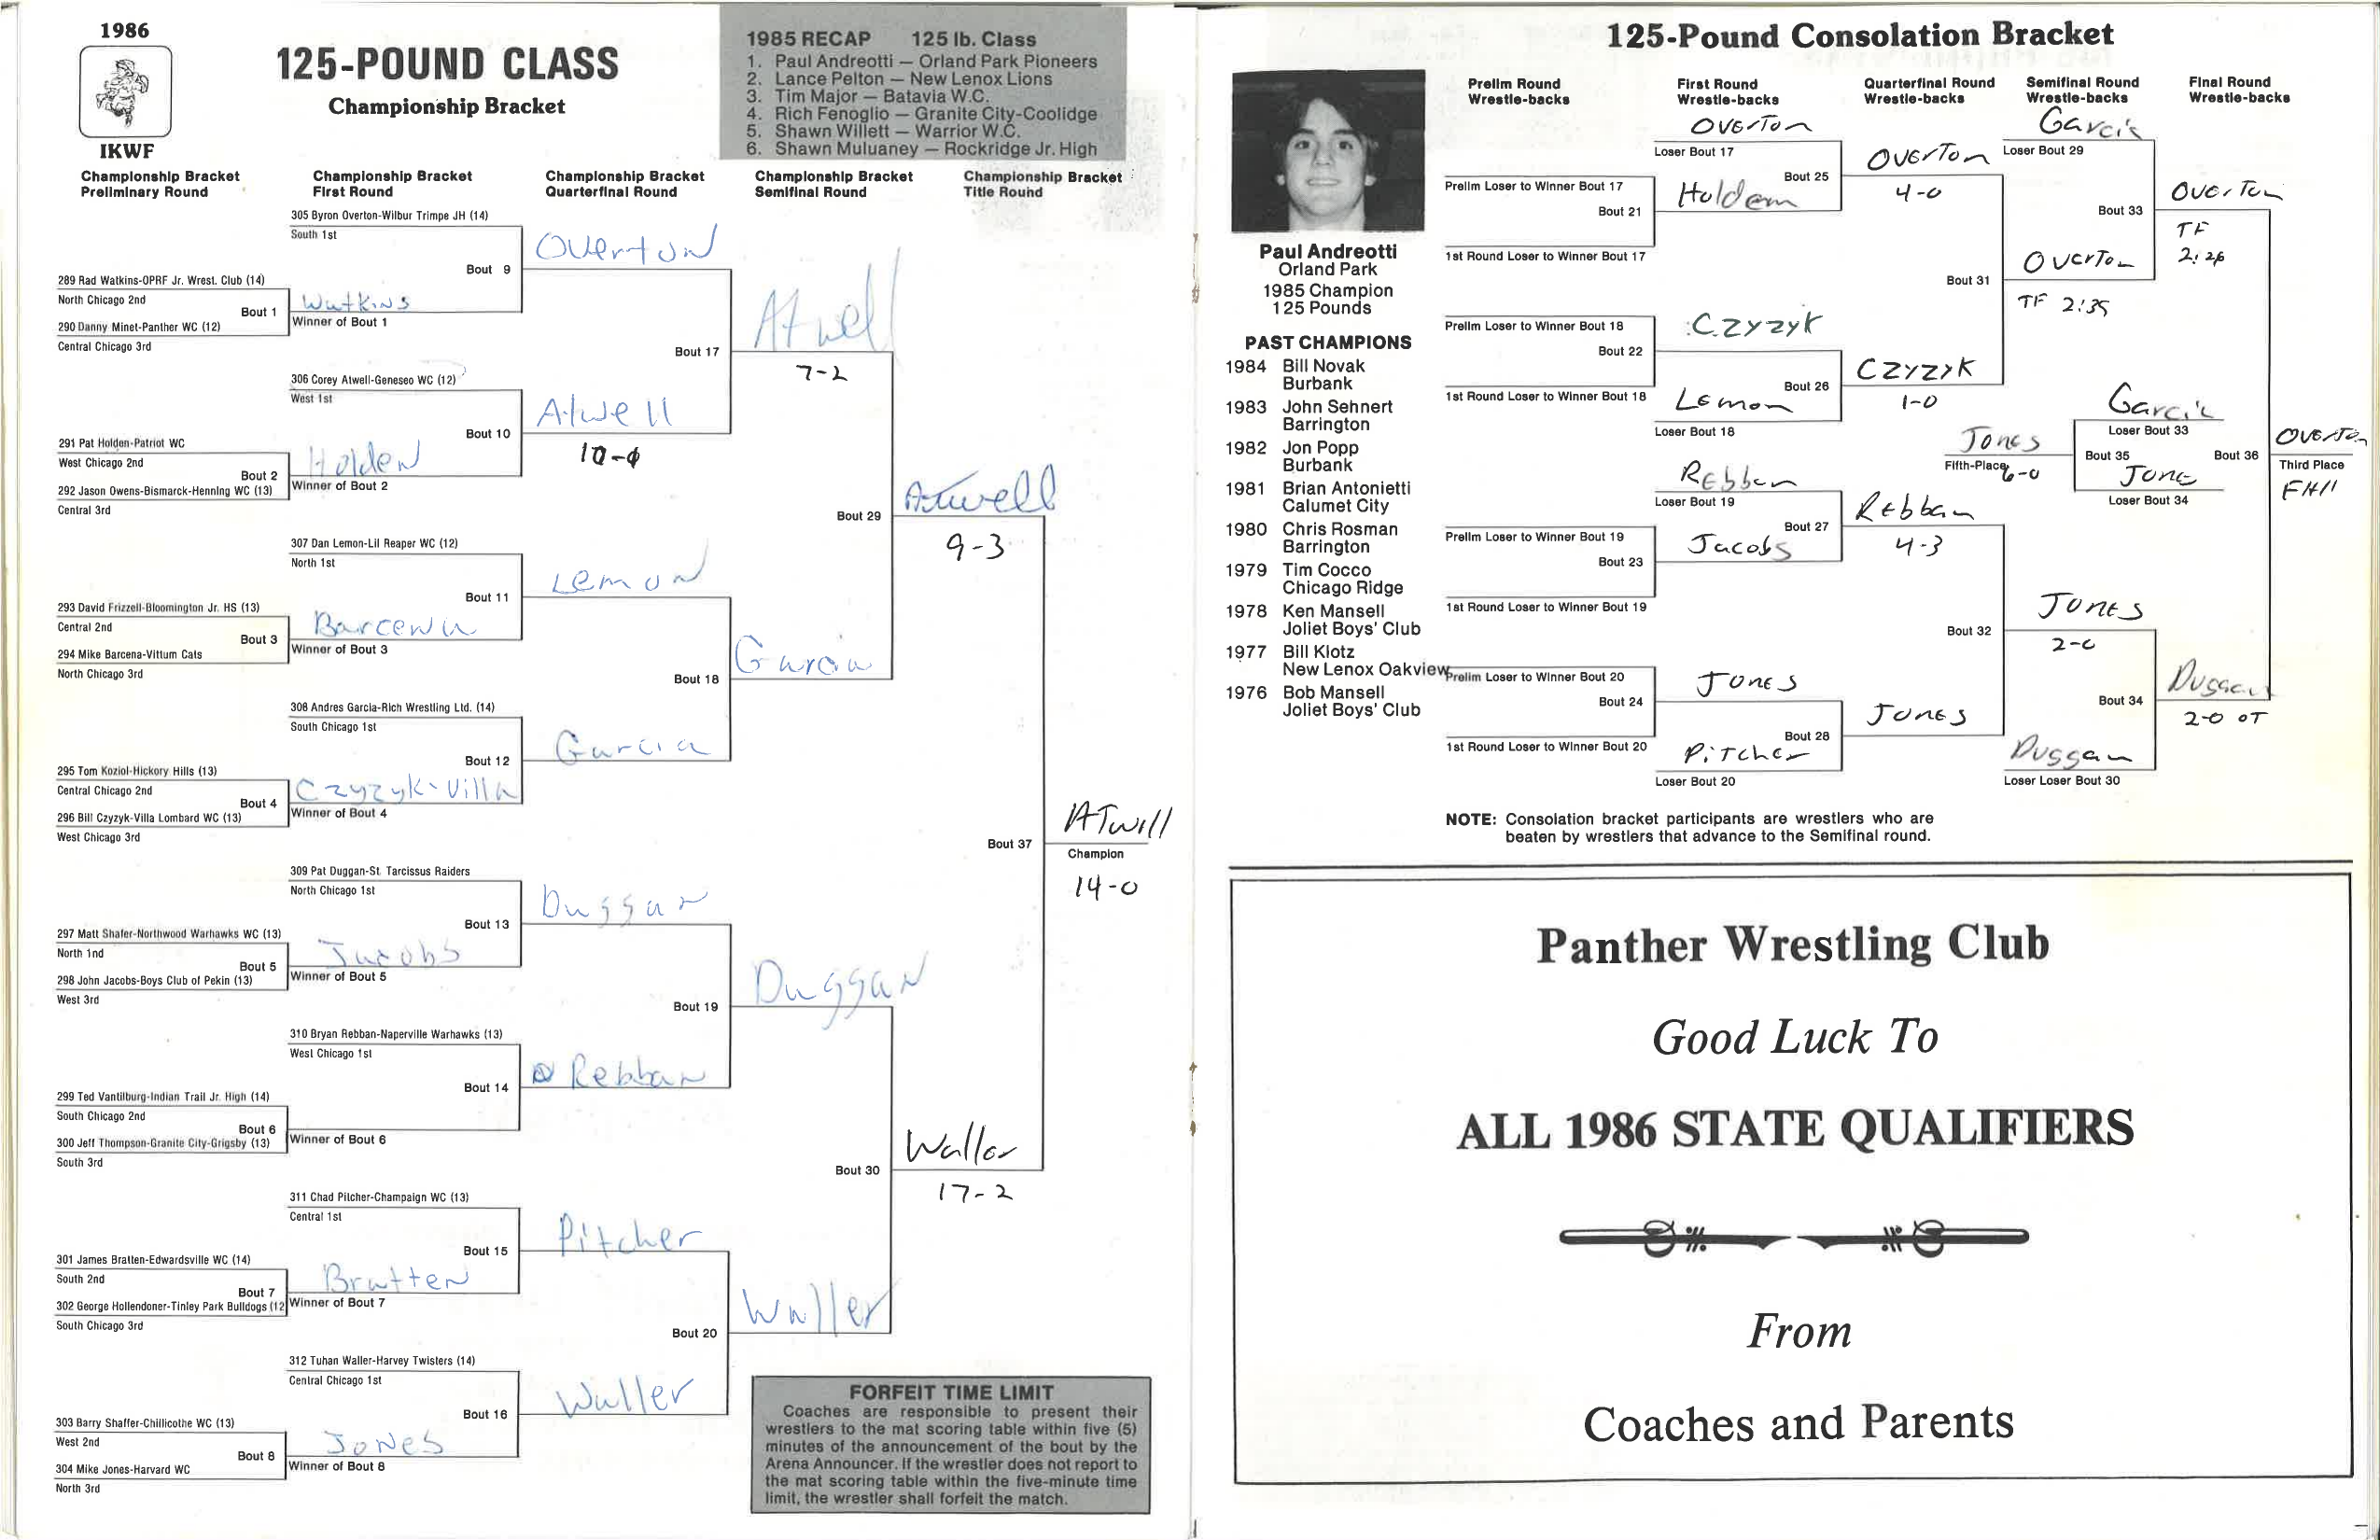 1986
IKWF
125-POUND CLASS
Championship Bracket
1985 RECAP 125 lb. Class
1. Paul Andreotti — Orland Park Pioneers
2. Lance Pelton — New Lenox Lions
3. Tim Major — Batavia W.C.
4. Rich Fenoglio — Granite City-Coolidge
5. Shawn Willett — Warrior W.C.
6. Shawn Muluaney — Rockridge Jr. High
Championship Bracket Preliminary Round
Championship Bracket First Round
Championship Bracket Quarterfinal Round
Championship Bracket Semifinal Round
Championship Bracket Title Round
305 Byron Overton-Wilbur Trimpe JH (14)
South 1st
Overton
Bout 9
289 Rad Watkins-OPRF Jr. Wrest. Club (14)
North Chicago 2nd
Watkins
Bout 1
Winner of Bout 1
290 Danny Minet-Panther WC (12)
Central Chicago 3rd
Atwell
Bout 17
7-2
306 Corey Atwell-Geneseo WC (12)
West 1st
Atwell
Bout 10
291 Pat Holden-Patriot WC
West Chicago 2nd
Holden
Bout 2
Winner of Bout 2
292 Jason Owens-Bismarck-Henning WC (13)
Central 3rd
Atwell
Bout 29
9-3
307 Dan Lemon-Lil Reaper WC (12)
North 1st
Lemon
Bout 11
293 David Frizzell-Bloomington Jr. HS (13)
Central 2nd
Bout 3
Winner of Bout 3
294 Mike Barcena-Vittum Cats
North Chicago 3rd
Garcia
Bout 18
308 Andres Garcia-Rich Wrestling Ltd. (14)
South Chicago 1st
Garcia
Bout 12
295 Tom Koziol-Hickory Hills (13)
Central Chicago 2nd
Czyzyk-Villa
Bout 4
Winner of Bout 4
296 Bill Czyzyk-Villa Lombard WC (13)
West Chicago 3rd
ATwill
Bout 37
Champion
14-0
309 Pat Duggan-St. Tarcissus Raiders
North Chicago 1st
Duggan
Bout 13
297 Matt Shafer-Northwood Warhawks WC (13)
North 1nd
Jacobs
Bout 5
Winner of Bout 5
298 John Jacobs-Boys Club of Pekin (13)
West 3rd
Duggan
Bout 19
310 Bryan Rebban-Naperville Warhawks (13)
West Chicago 1st
Rebban
Bout 14
299 Ted Vantilburg-Indian Trail Jr. High (14)
South Chicago 2nd
Bout 6
Winner of Bout 6
300 Jeff Thompson-Granite City-Grigsby (13)
South 3rd
Waller
Bout 30
17-2
311 Chad Pitcher-Champaign WC (13)
Central 1st
Pitcher
Bout 15
301 James Bratten-Edwardsville WC (14)
South 2nd
Bratten
Bout 7
Winner of Bout 7
302 George Hollendoner-Tinley Park Bulldogs (12
South Chicago 3rd
Waller
Bout 20
312 Tuhan Waller-Harvey Twisters (14)
Central Chicago 1st
Waller
Bout 16
303 Barry Shaffer-Chillicothe WC (13)
West 2nd
Jones
Bout 8
Winner of Bout 8
304 Mike Jones-Harvard WC
North 3rd
FORFEIT TIME LIMIT
Coaches are responsible to present their
wrestlers to the mat scoring table within five (5)
minutes of the announcement of the bout by the
Arena Announcer. If the wrestler does not report to
the mat scoring table within the five-minute time
limit, the wrestler shall forfeit the match.
125-Pound Consolation Bracket
Paul Andreotti
Orland Park
1985 Champion
125 Pounds
PAST CHAMPIONS
1984 Bill Novak
Burbank
1983 John Sehnert
Barrington
1982 Jon Popp
Burbank
1981 Brian Antonietti
Calumet City
1980 Chris Rosman
Barrington
1979 Tim Cocco
Chicago Ridge
1978 Ken Mansell
Joliet Boys' Club
1977 Bill Klotz
New Lenox Oakview
1976 Bob Mansell
Joliet Boys' Club
Prelim Round Wrestle-backs
First Round Wrestle-backs
Quarterfinal Round Wrestle-backs
Semifinal Round Wrestle-backs
Final Round Wrestle-backs
Overton
Loser Bout 17
Bout 25
Prelim Loser to Winner Bout 17
Bout 21
Holdem
1st Round Loser to Winner Bout 17
Overton
4-0
Garcia
Loser Bout 29
Bout 33
Overton
TF
2:26
Bout 31
Overton
TF 2:35
Prelim Loser to Winner Bout 18
Bout 22
Czyzyk
1st Round Loser to Winner Bout 18
Bout 26
Lemon
Loser Bout 18
Czyzyk
1-0
Garcia
Loser Bout 33
Jones
Fifth-Place
6-0
Bout 35
Jone
Loser Bout 34
Bout 36
Overton
Third Place
Fall
Rebban
Loser Bout 19
Bout 27
Prelim Loser to Winner Bout 19
Bout 23
Jacobs
1st Round Loser to Winner Bout 19
Rebban
4-3
Bout 32
Jones
2-0
Prelim Loser to Winner Bout 20
Bout 24
Jones
1st Round Loser to Winner Bout 20
Bout 28
Pitcher
Loser Bout 20
Jones
Bout 34
Duggan
2-0 OT
Duggan
Loser Loser Bout 30
NOTE: Consolation bracket participants are wrestlers who are
beaten by wrestlers that advance to the Semifinal round.
Panther Wrestling Club
Good Luck To
ALL 1986 STATE QUALIFIERS
From
Coaches and Parents